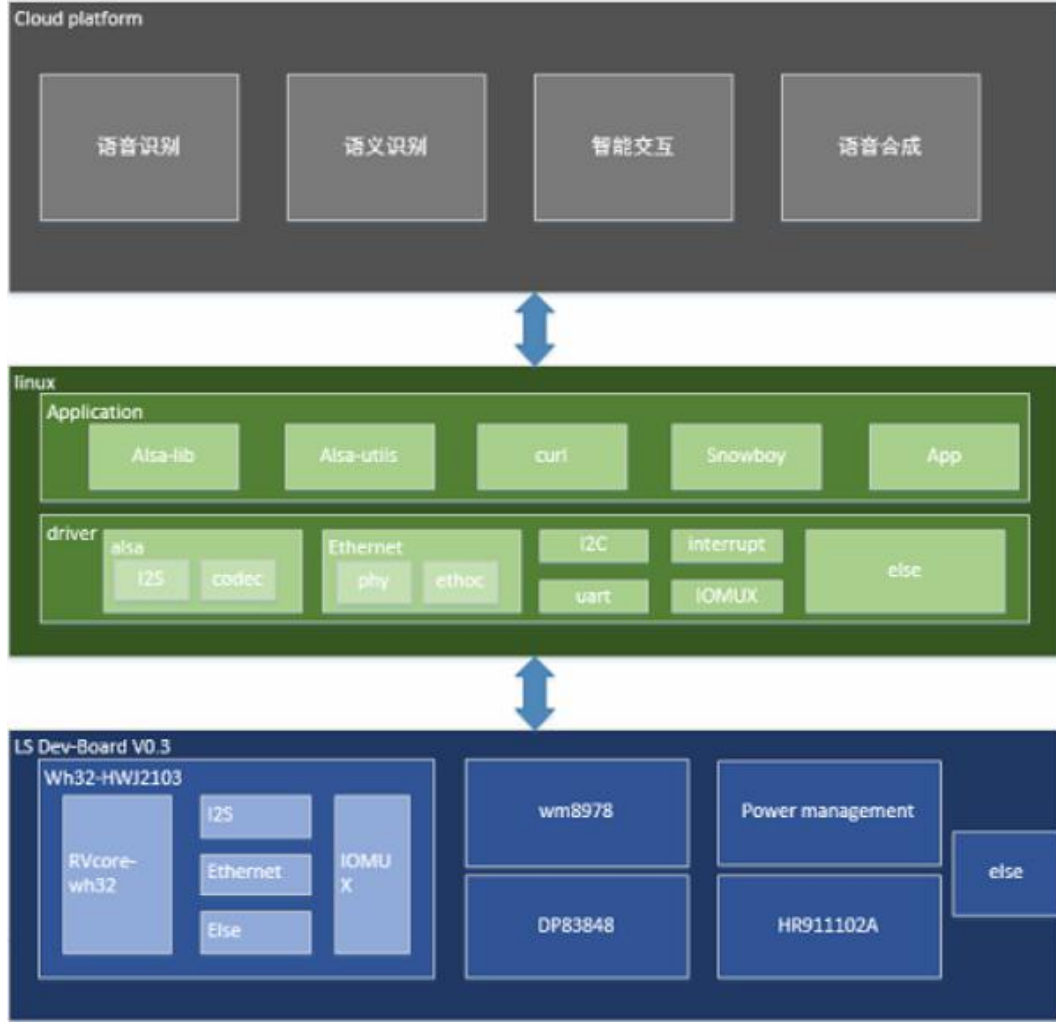 Cloud platform
语音识别
语义识别
智能交互
语音合成
linux
Application
Alsa-lib
Alsa-utils
curl
Snowboy
App
driver
alsa
I2S
codec
Ethernet
phy
ethoc
I2C
interrupt
uart
IOMUX
else
LS Dev-Board V0.3
Wh32-HWJ2103
RVcore-
wh32
I2S
Ethernet
Else
IOMU
X
wm8978
Power management
DP83848
HR911102A
else